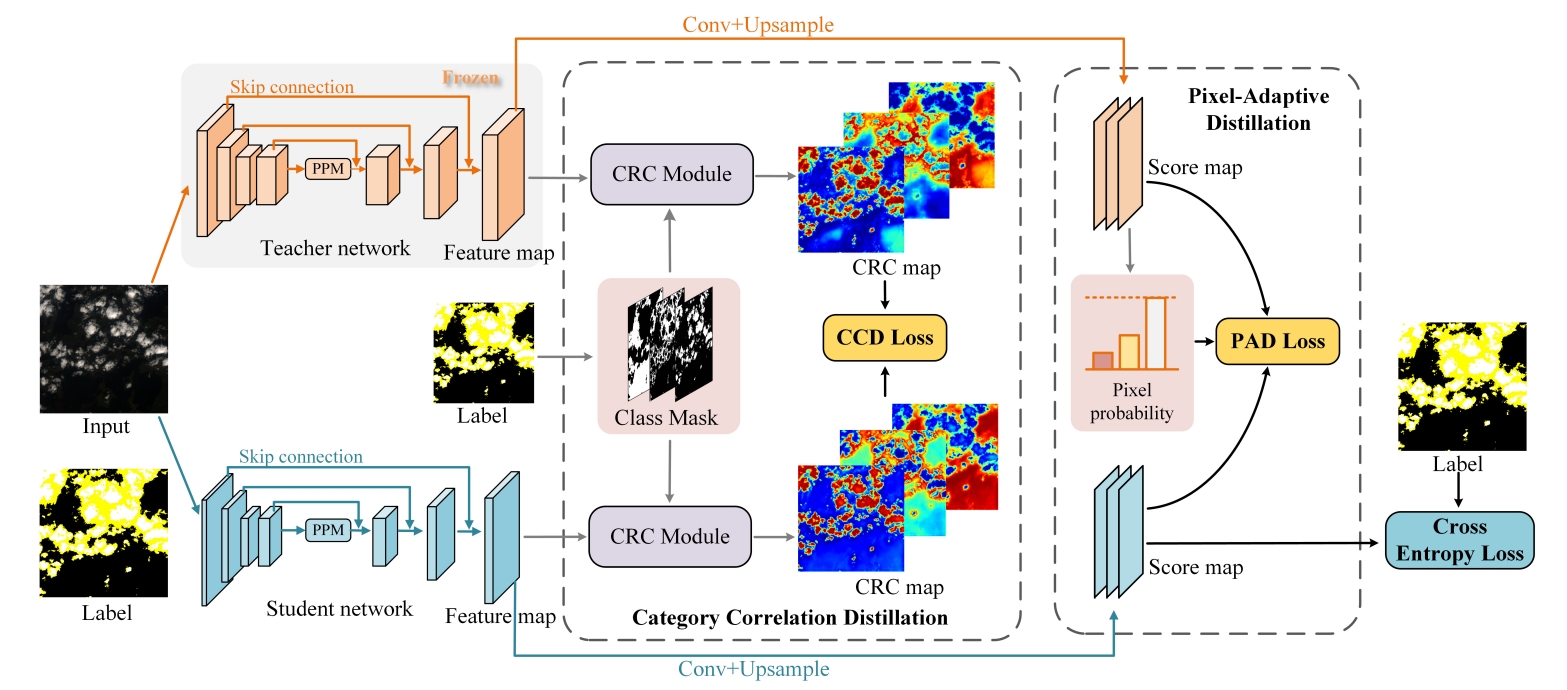 Conv+Upsample
Frozen
Skip connection
PPM
Teacher network
Feature map
Input
Label
Skip connection
PPM
Student network
Feature map
Label
CRC Module
Class Mask
CRC Module
CRC map
CCD Loss
CRC map
Category Correlation Distillation
Conv+Upsample
Pixel-Adaptive
Distillation
Score map
Pixel
probability
PAD Loss
Score map
Label
Cross
Entropy Loss